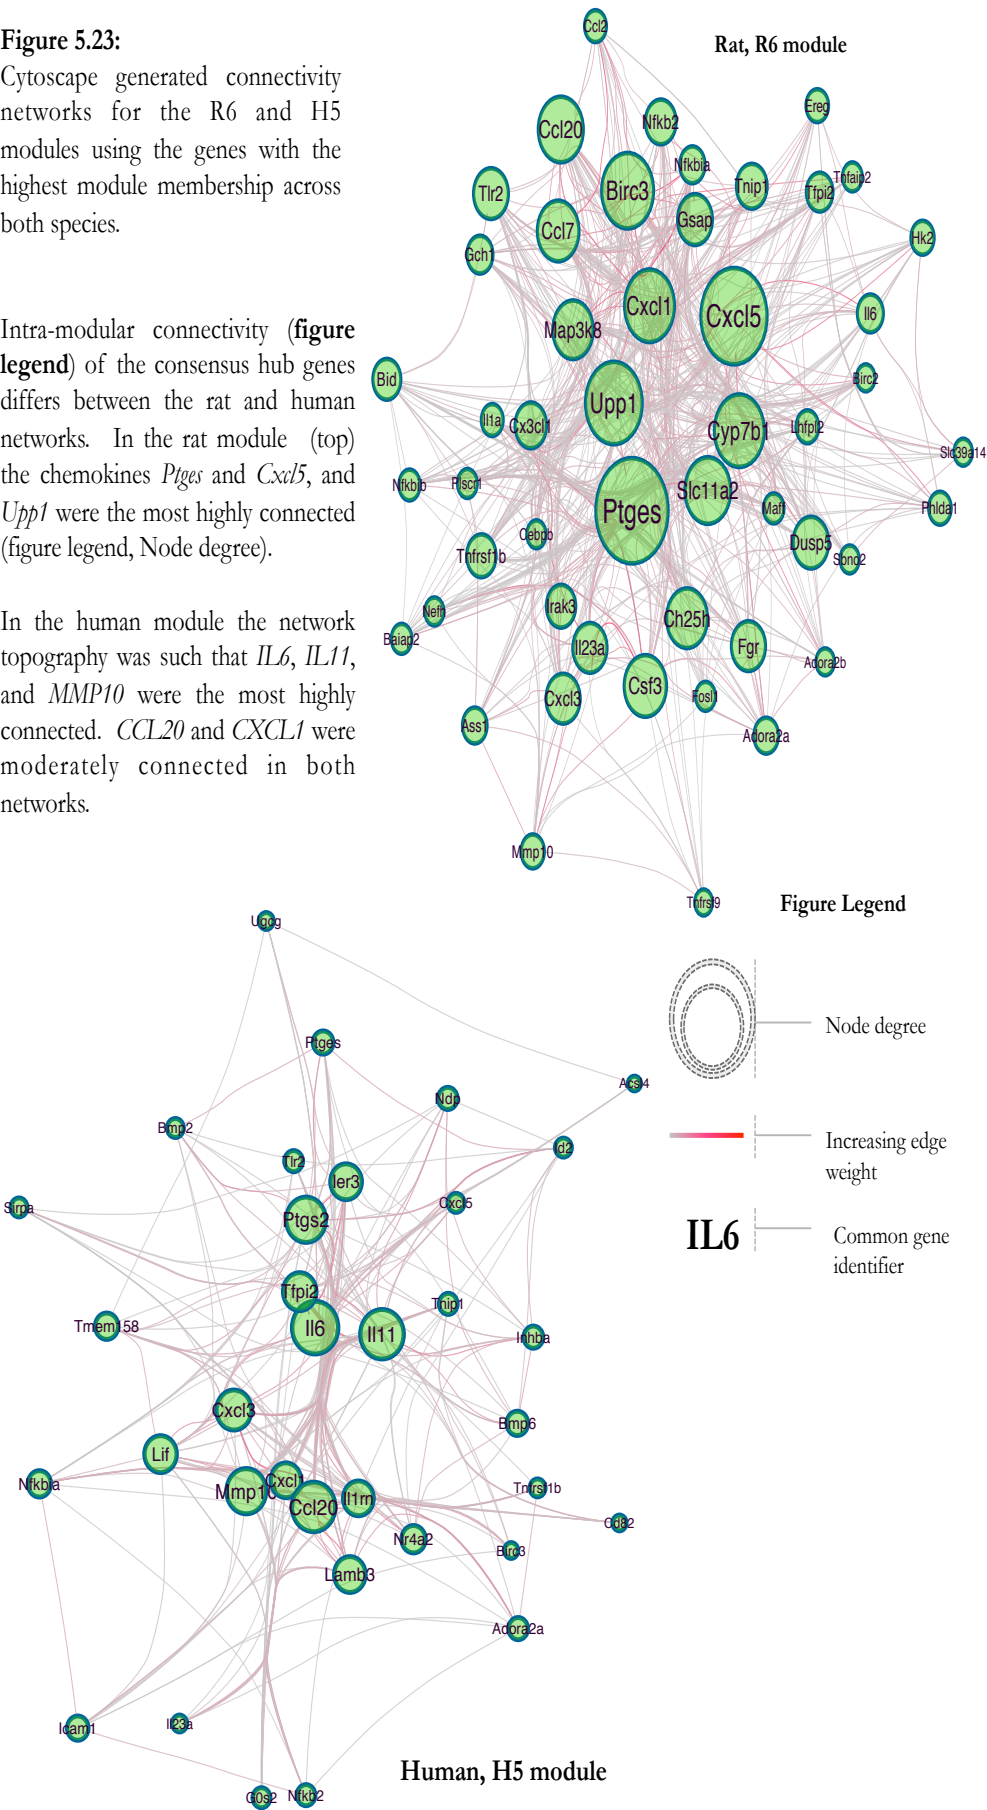 Figure 5.23:
Cytoscape generated connectivity
networks for the R6 and H5
modules using the genes with the
highest module membership across
both species.
Intra-modular connectivity (figure
legend) of the consensus hub genes
differs between the rat and human
networks. In the rat module (top)
the chemokines Ptges and Cxcl5, and
Upp1 were the most highly connected
(figure legend, Node degree).
In the human module the network
topography was such that IL6, IL11,
and MMP10 were the most highly
connected. CCL20 and CXCL1 were
moderately connected in both
networks.
Rat, R6 module
Ccl2
Ereg
Ccl20
Nfkb2
Nfkbia
Tnfaip2
Tnip1
Tfpi2
Tlr2
Birc3
Gsap
Ccl7
Hk2
Gch1
Cxcl1
Cxcl5
Il6
Map3k8
Bid
Birc2
Upp1
Il1a
Cx3cl1
Cyp7b1
Lhfpl2
Slc39a14
Nfkbib
Plscr1
Slc11a2
Ptges
Maff
Phlda1
Cebpb
Dusp5
Tnfrsf1b
Nefh
Irak3
Ch25h
Baiap2
Il23a
Fgr
Adora2b
Cxcl3
Csf3
Fosl1
Ass1
Adora2a
Mmp10
Tnfrsf9
Figure Legend
Node degree
Increasing edge
weight
IL6
Common gene
identifier
Ugcg
Ptges
Acsl4
Ndp
Bmp2
Id2
Tlr2
Ier3
Sirpa
Cxcl5
Ptgs2
Tfpi2
Tnip1
Tmem158
Il6
Il11
Inhba
Cxcl3
Bmp6
Lif
Nfkbia
Mmp10
Cxcl1
Ccl20
Il1rn
Tnfrsf1b
Cd82
Nr4a2
Birc3
Lamb3
Adora2a
Icam1
Il23a
G0s2
Nfkb2
Human, H5 module